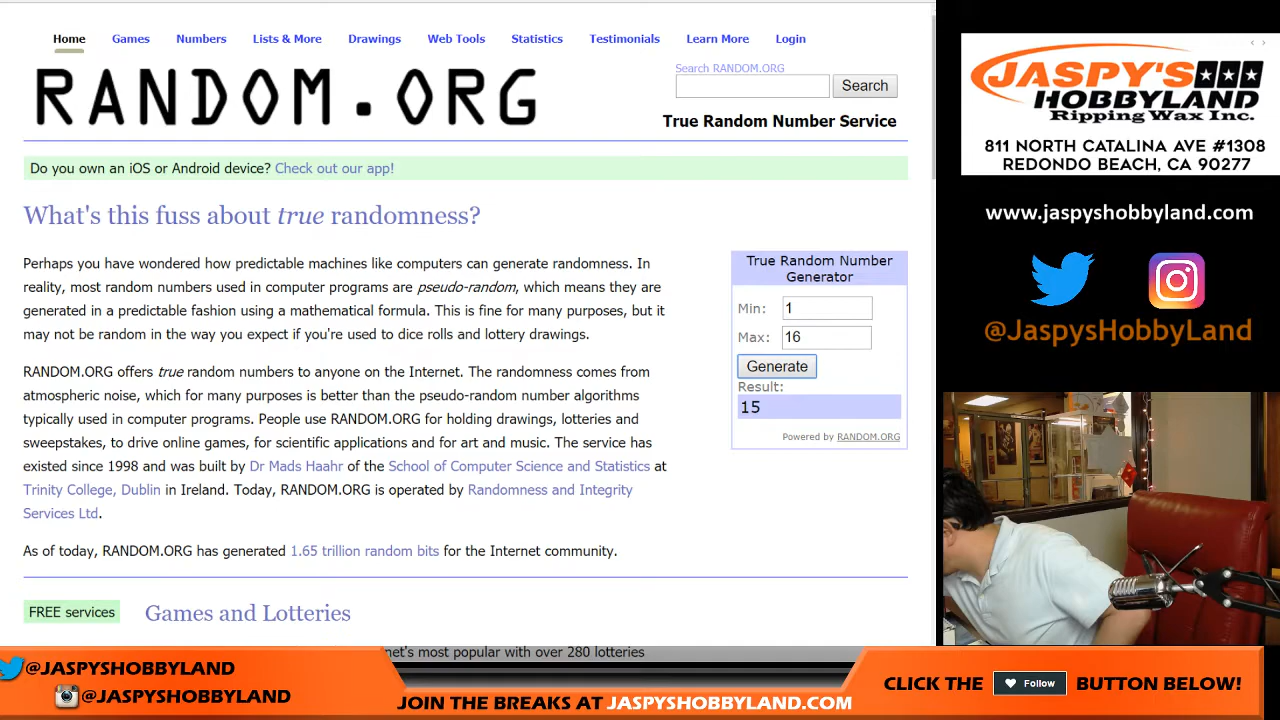 Home Games Numbers Lists & More Drawings Web Tools Statistics Testimonials Learn More Login
RANDOM.ORG
Search RANDOM.ORG
Search
True Random Number Service
Do you own an iOS or Android device? Check out our app!
What's this fuss about true randomness?
Perhaps you have wondered how predictable machines like computers can generate randomness. In
reality, most random numbers used in computer programs are pseudo-random, which means they are
generated in a predictable fashion using a mathematical formula. This is fine for many purposes, but it
may not be random in the way you expect if you're used to dice rolls and lottery drawings.
RANDOM.ORG offers true random numbers to anyone on the Internet. The randomness comes from
atmospheric noise, which for many purposes is better than the pseudo-random number algorithms
typically used in computer programs. People use RANDOM.ORG for holding drawings, lotteries and
sweepstakes, to drive online games, for scientific applications and for art and music. The service has
existed since 1998 and was built by Dr Mads Haahr of the School of Computer Science and Statistics at
Trinity College, Dublin in Ireland. Today, RANDOM.ORG is operated by Randomness and Integrity
Services Ltd.
As of today, RANDOM.ORG has generated 1.65 trillion random bits for the Internet community.
True Random Number
Generator
Min: 1
Max: 16
Generate
Result:
15
Powered by RANDOM.ORG
FREE services
Games and Lotteries
net's most popular with over 280 lotteries
JASPY'S
HOBBYLAND
Ripping Wax Inc.
811 NORTH CATALINA AVE #1308
REDONDO BEACH, CA 90277
www.jaspyshobbyland.com
@JaspysHobbyLand
@JASPYSHOBBYLAND
@JASPYSHOBBYLAND
JOIN THE BREAKS AT JASPYSHOBBYLAND.COM
CLICK THE Follow BUTTON BELOW!